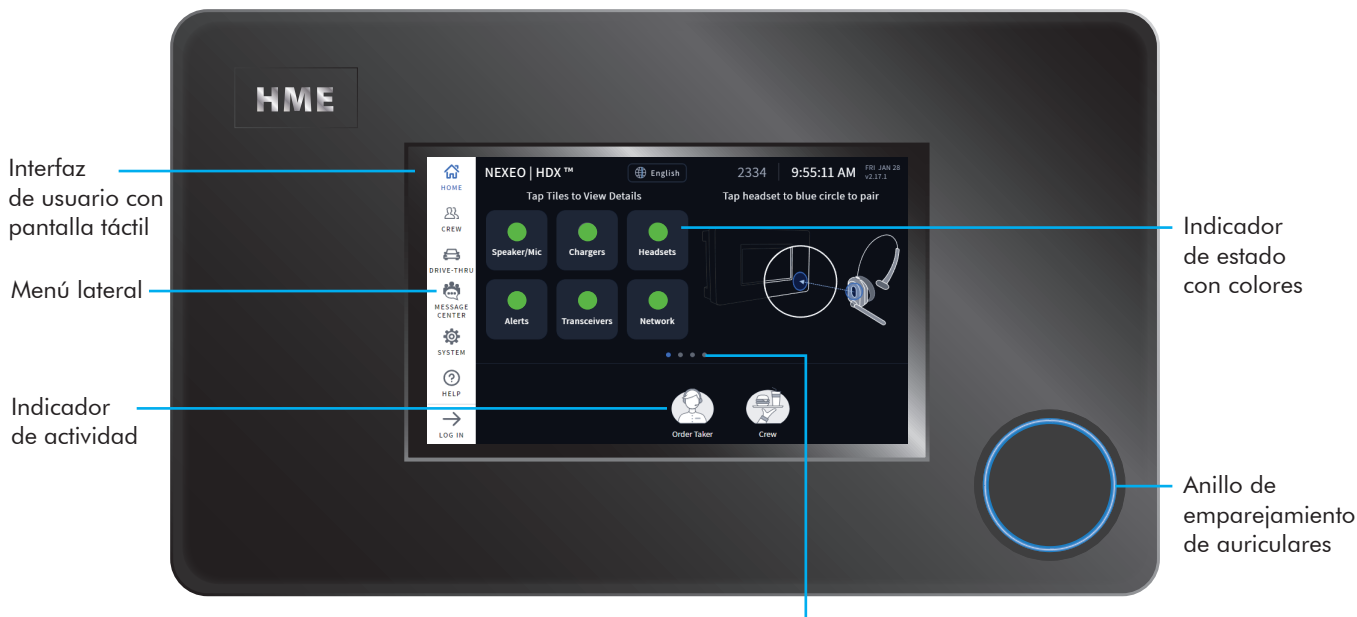 HME
Interfaz
de usuario con
pantalla táctil
Menú lateral
Indicador
de actividad
HOME
CREW
DRIVE-THRU
MESSAGE
CENTER
SYSTEM
HELP
LOG IN
NEXEO | HDX ™
English
2334
9:55:11 AM
FRI JAN 28
v2.17.1
Tap Tiles to View Details
Tap headset to blue circle to pair
Speaker/Mic
Chargers
Headsets
Alerts
Transceivers
Network
Order Taker
Crew
Indicador
de estado
con colores
Anillo de
emparejamiento
de auriculares